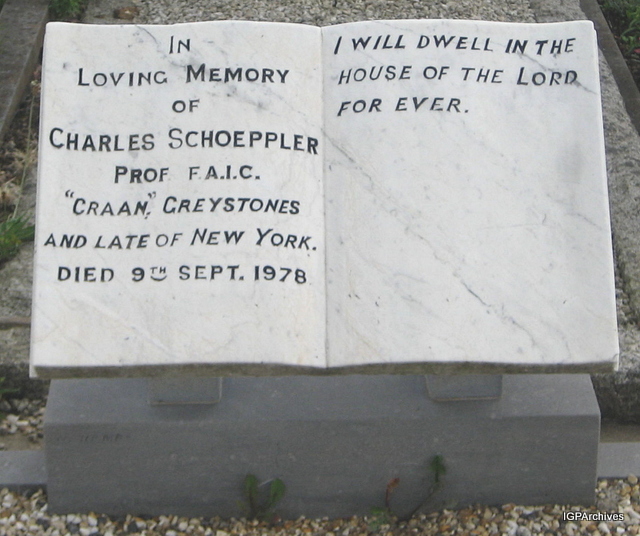 IN
LOVING MEMORY
OF
CHARLES SCHOEPPLER
PROF F.A.I.C.
"CRAAN," GREYSTONES
AND LATE OF NEW YORK.
DIED 9TH SEPT. 1978
I WILL DWELL IN THE
HOUSE OF THE LORD
FOR EVER.
IGPArchives